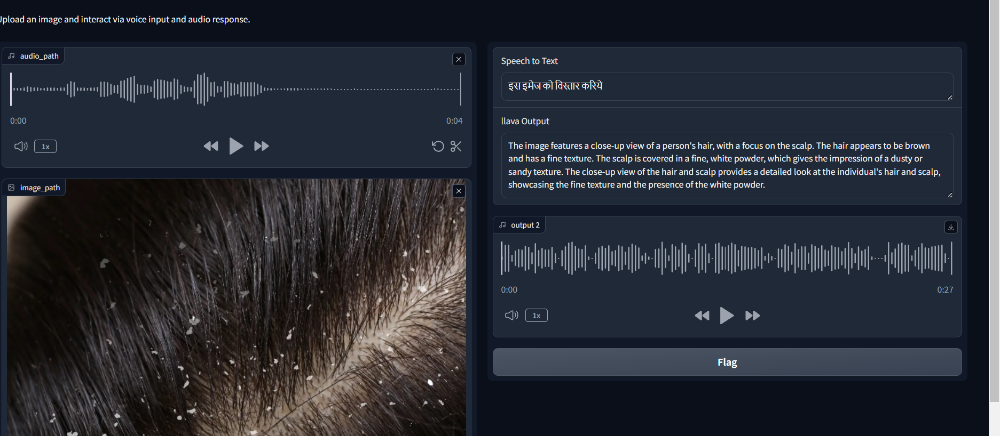 Upload an image and interact via voice input and audio response.
audio_path
0:00
0:04
1x
image_path
Speech to Text
इस इमेज को विस्तार करिये
llava Output
The image features a close-up view of a person's hair, with a focus on the scalp. The hair appears to be brown
and has a fine texture. The scalp is covered in a fine, white powder, which gives the impression of a dusty or
sandy texture. The close-up view of the hair and scalp provides a detailed look at the individual's hair and scalp,
showcasing the fine texture and the presence of the white powder.
output 2
0:00
0:27
1x
Flag